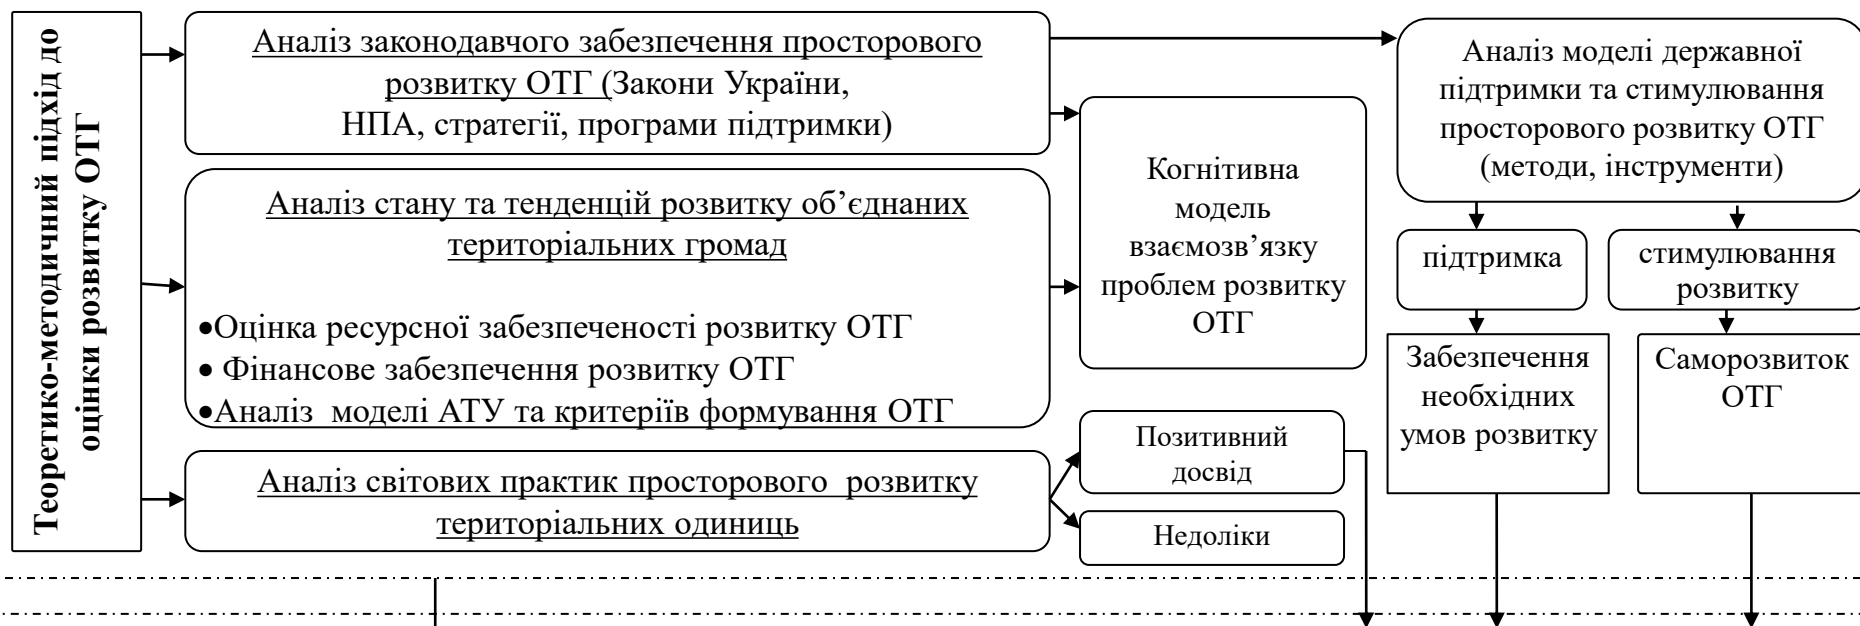 Теоретико-методичний підхід до
оцінки розвитку ОТГ
Аналіз законодавчого забезпечення просторового
розвитку ОТГ (Закони України,
НПА, стратегії, програми підтримки)
Аналіз стану та тенденцій розвитку об’єднаних
територіальних громад
•Оцінка ресурсної забезпеченості розвитку ОТГ
• Фінансове забезпечення розвитку ОТГ
•Аналіз моделі АТУ та критеріїв формування ОТГ
Аналіз світових практик просторового розвитку
територіальних одиниць
Когнітивна
модель
взаємозв’язку
проблем розвитку
ОТГ
Позитивний
досвід
Недоліки
Аналіз моделі державної
підтримки та стимулювання
просторового розвитку ОТГ
(методи, інструменти)
підтримка
стимулювання
розвитку
Забезпечення
необхідних
умов розвитку
Саморозвиток
ОТГ